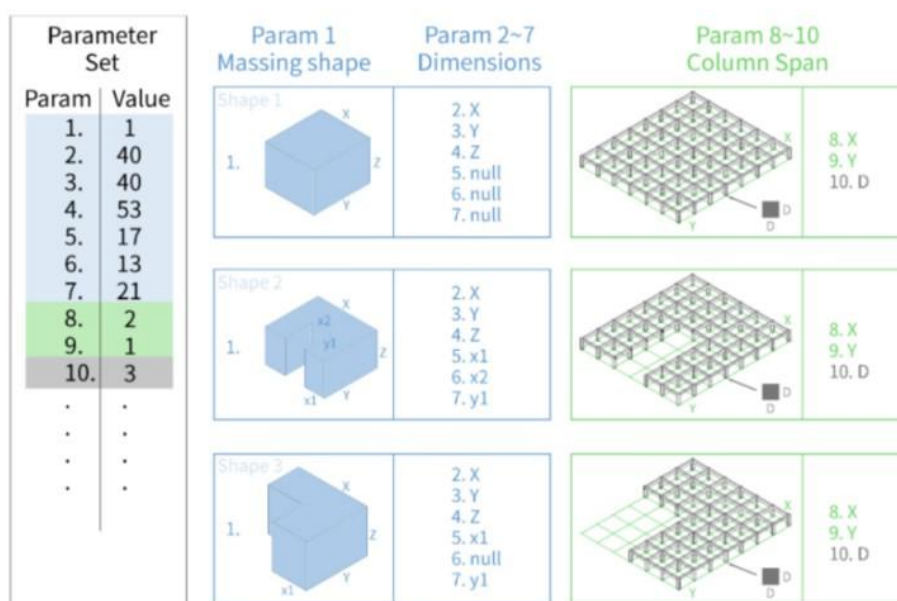 Parameter
Set
Param Value
1. 1
2. 40
3. 40
4. 53
5. 17
6. 13
7. 21
8. 2
9. 1
10. 3
Param 1
Massing shape
Param 2~7
Dimensions
Param 8~10
Column Span
Shape 1
1.
X
Z
Y
2. X
3. Y
4. Z
5. null
6. null
7. null
X
Y
D
D
8. X
9. Y
10. D
Shape 2
1.
X
x2
y1
Z
x1
Y
2. X
3. Y
4. Z
5. x1
6. x2
7. y1
X
Y
D
D
8. X
9. Y
10. D
Shape 3
1.
X
Z
Y
x1
2. X
3. Y
4. Z
5. x1
6. null
7. y1
X
Y
D
D
8. X
9. Y
10. D